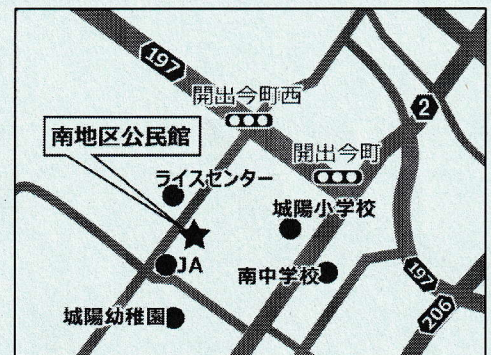 197
開出今町西
2
南地区公民館
開出今町
ライスセンター
城陽小学校
JA
南中学校
197
城陽幼稚園
206